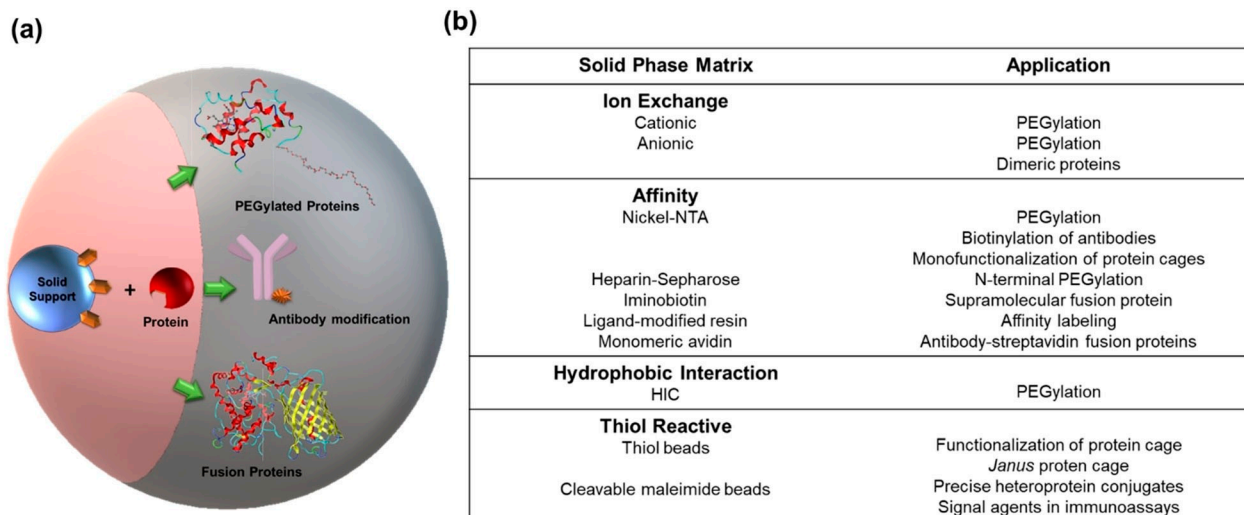 (a)
PEGylated Proteins
Solid
Support
+
Protein
Antibody modification
Fusion Proteins
(b)
Solid Phase Matrix Application
Ion Exchange
Cationic PEGylation
Anionic PEGylation
Dimeric proteins
Affinity
Nickel-NTA PEGylation
Biotinylation of antibodies
Monofunctionalization of protein cages
Heparin-Sepharose N-terminal PEGylation
Iminobiotin Supramolecular fusion protein
Ligand-modified resin Affinity labeling
Monomeric avidin Antibody-streptavidin fusion proteins
Hydrophobic Interaction
HIC PEGylation
Thiol Reactive
Thiol beads Functionalization of protein cage
Janus proten cage
Cleavable maleimide beads Precise heteroprotein conjugates
Signal agents in immunoassays